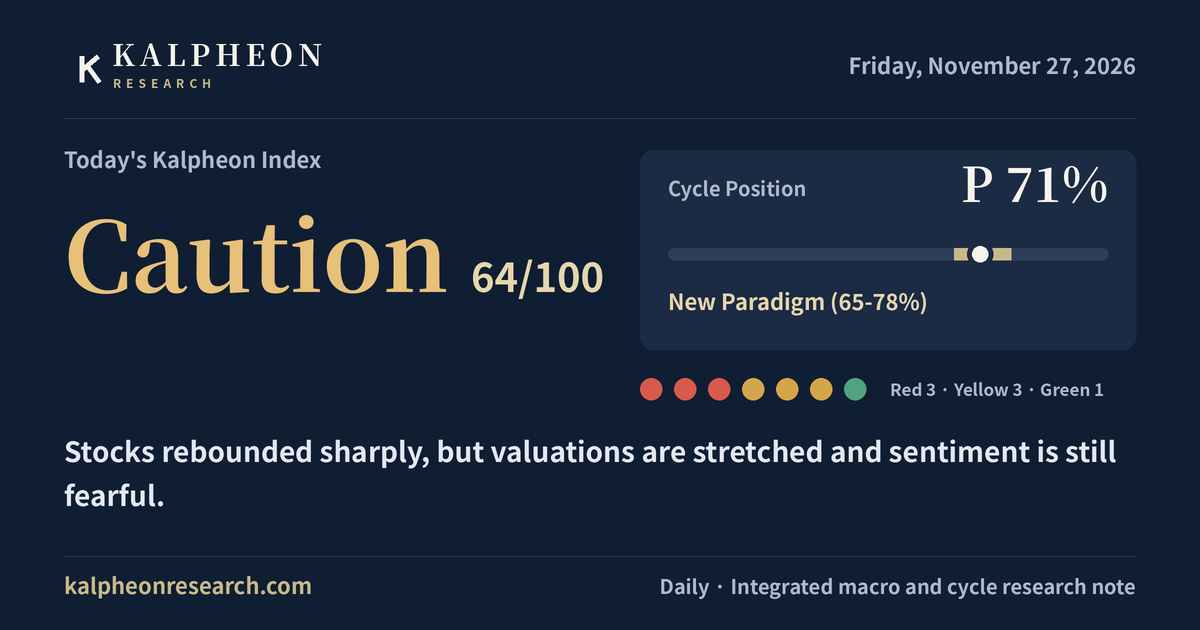 K KALPHEON
RESEARCH
Friday, November 27, 2026
Today's Kalpheon Index
Caution 64/100
Cycle Position
P 71%
New Paradigm (65-78%)
Red 3 · Yellow 3 · Green 1
Stocks rebounded sharply, but valuations are stretched and sentiment is still
fearful.
kalpheonresearch.com
Daily · Integrated macro and cycle research note